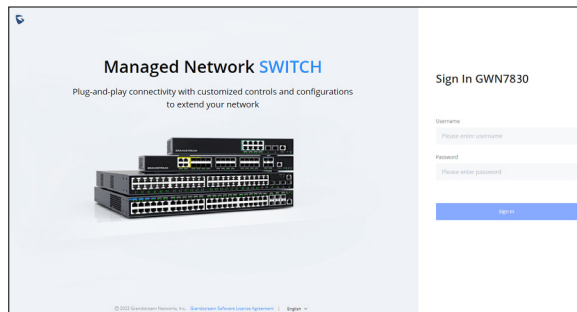 Managed Network SWITCH
Plug-and-play connectivity with customized controls and configurations
to extend your network
Sign In GWN7830
Username
Please enter username
Password
Please enter password
Sign in
© 2022 Grandstream Networks, Inc. Grandstream Software License Agreement | English